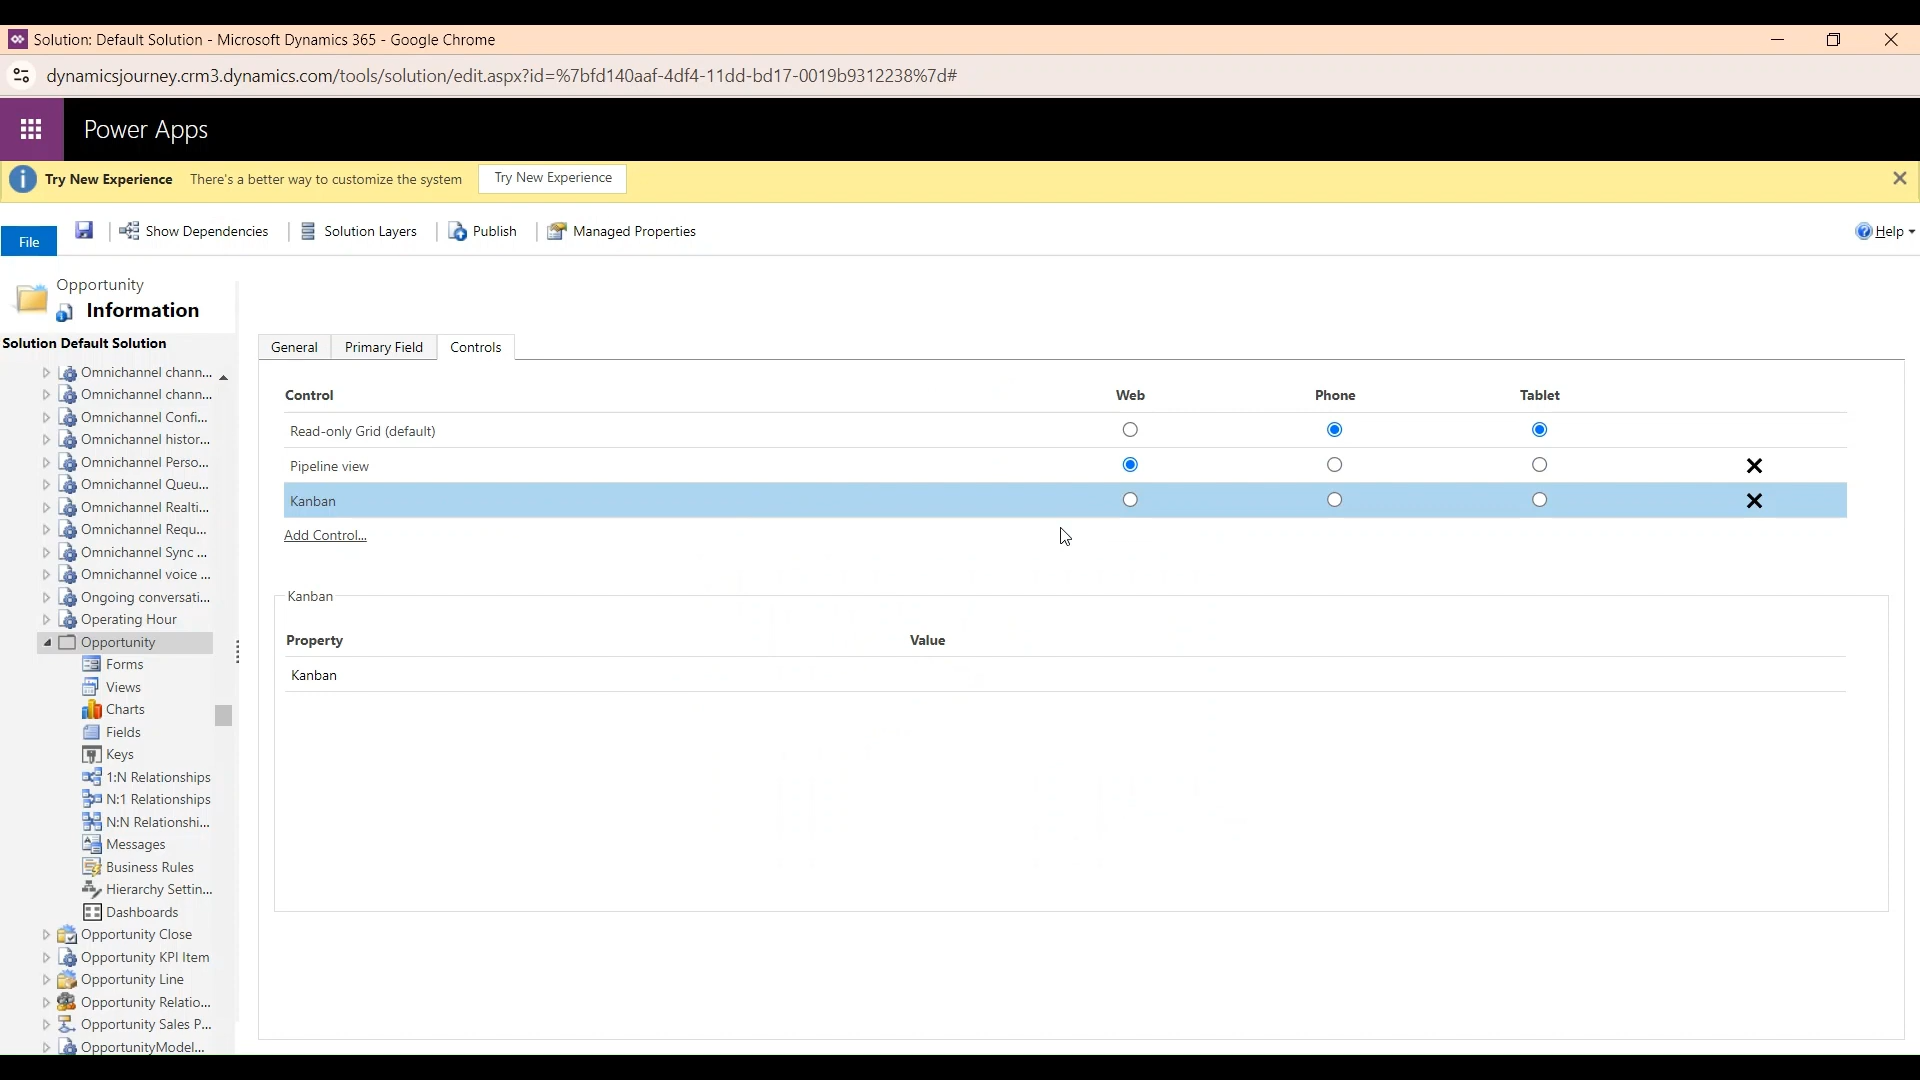 Solution: Default Solution - Microsoft Dynamics 365 - Google Chrome
dynamicsjourney.crm3.dynamics.com/tools/solution/edit.aspx?id=%7bfd140aaf-4df4-11dd-bd17-0019b9312238%7d#
Power Apps
Try New Experience There's a better way to customize the system Try New Experience
File Show Dependencies Solution Layers Publish Managed Properties Help
Opportunity
Information
Solution Default Solution
Omnichannel chann...
Omnichannel chann...
Omnichannel Confi...
Omnichannel histor...
Omnichannel Perso...
Omnichannel Queu...
Omnichannel Realti...
Omnichannel Requ...
Omnichannel Sync ...
Omnichannel voice ...
Ongoing conversati...
Operating Hour
Opportunity
Forms
Views
Charts
Fields
Keys
1:N Relationships
N:1 Relationships
N:N Relationshi...
Messages
Business Rules
Hierarchy Settin...
Dashboards
Opportunity Close
Opportunity KPI Item
Opportunity Line
Opportunity Relatio...
Opportunity Sales P...
OpportunityModel...
General Primary Field Controls
Control Web Phone Tablet
Read-only Grid (default)
Pipeline view
Kanban
Add Control...
Kanban
Property Value
Kanban